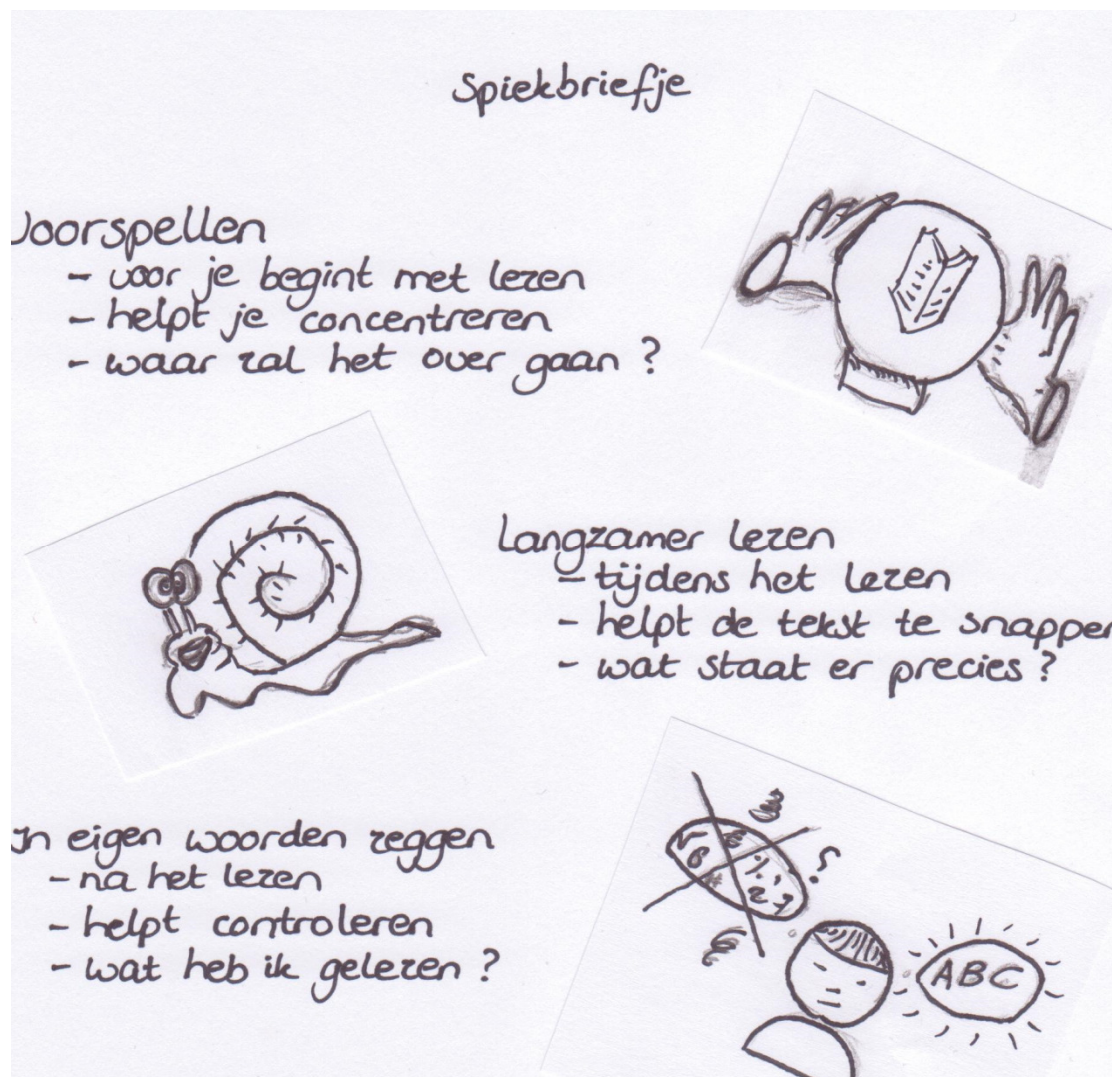 Spiekbriefje
Voorspellen
- voor je begint met lezen
- helpt je concentreren
- waar zal het over gaan ?
Langzamer lezen
- tijdens het lezen
- helpt de tekst te snappen
- wat staat er precies ?
In eigen woorden zeggen
- na het lezen
- helpt controleren
- wat heb ik gelezen ?
ABC